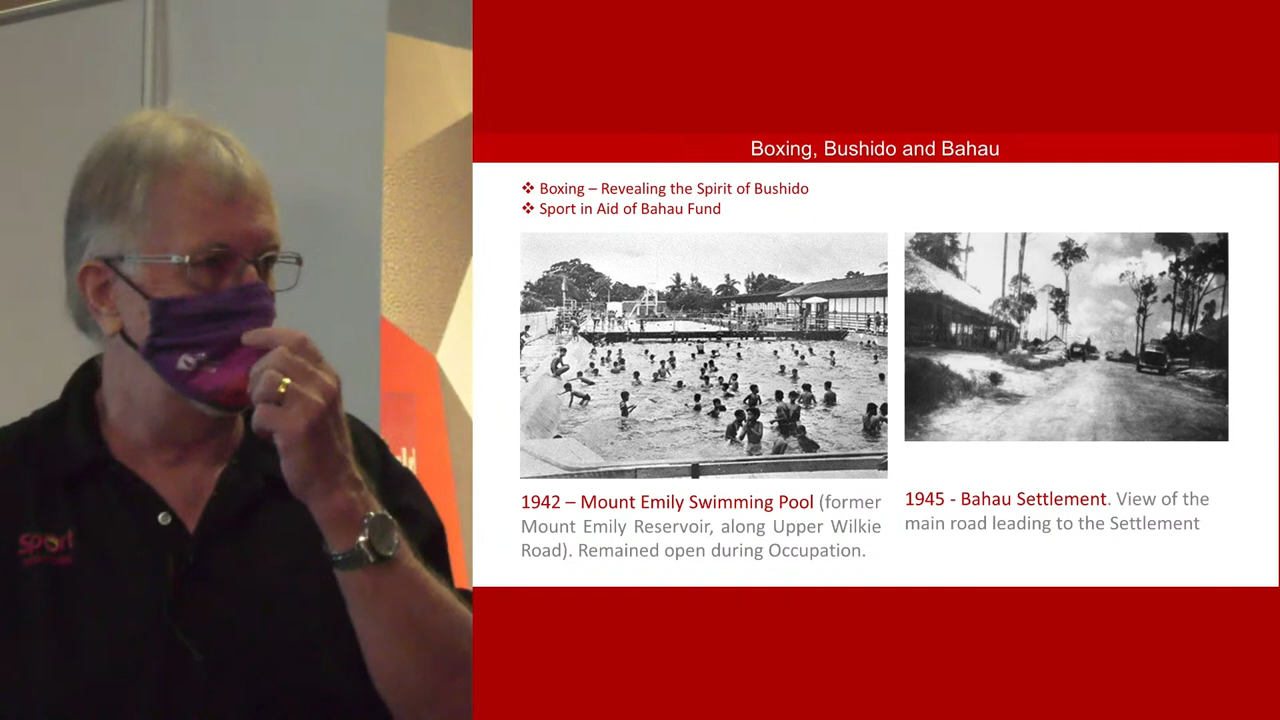 Boxing, Bushido and Bahau
❖ Boxing – Revealing the Spirit of Bushido
❖ Sport in Aid of Bahau Fund
1942 – Mount Emily Swimming Pool (former
Mount Emily Reservoir, along Upper Wilkie
Road). Remained open during Occupation.
1945 - Bahau Settlement. View of the
main road leading to the Settlement
sport